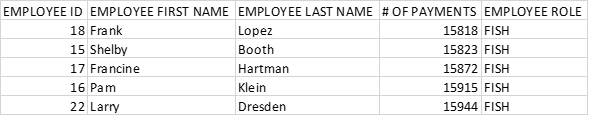 EMPLOYEE ID EMPLOYEE FIRST NAME EMPLOYEE LAST NAME # OF PAYMENTS EMPLOYEE ROLE
18 Frank Lopez 15818 FISH
15 Shelby Booth 15823 FISH
17 Francine Hartman 15872 FISH
16 Pam Klein 15915 FISH
22 Larry Dresden 15944 FISH